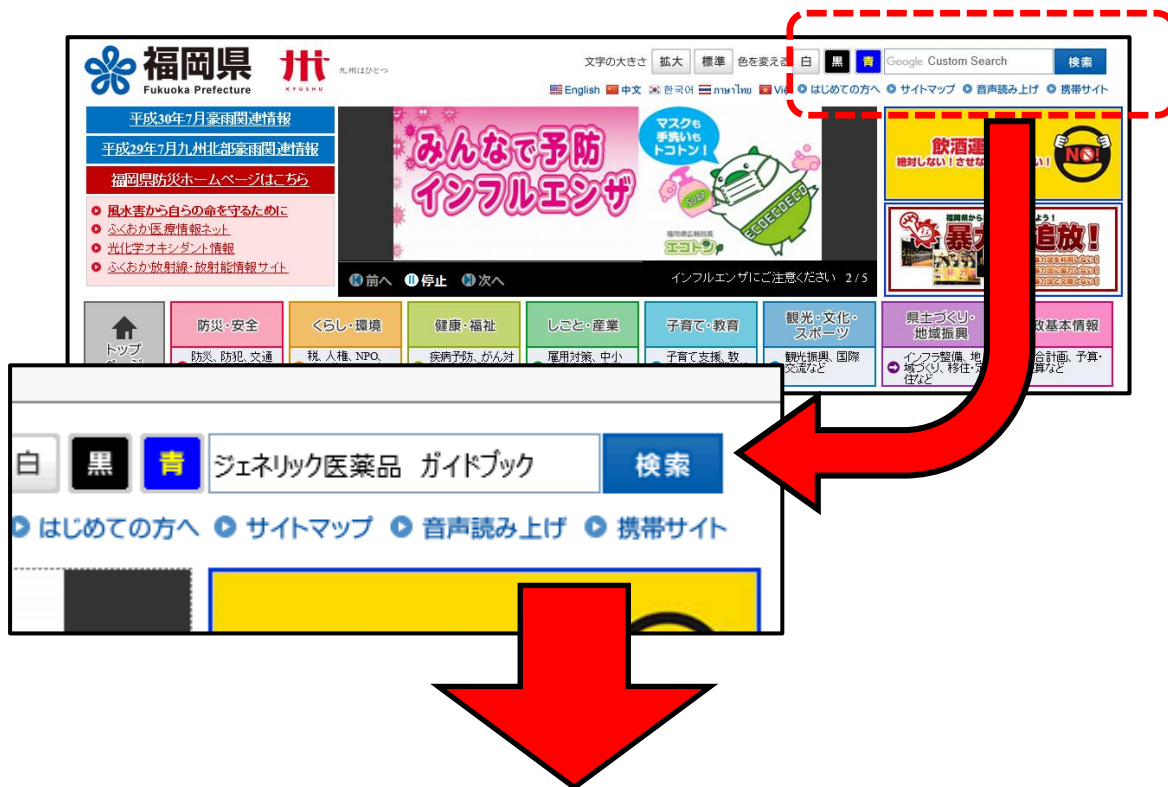 福岡県
Fukuoka Prefecture
KYUSHU
九州はひとつ
文字の大きさ 拡大 標準 色を変える 白 黒 青 Google Custom Search 検索
English 中文 한국어 ภาษาไทย Việ はじめての方へ サイトマップ 音声読み上げ 携帯サイト
平成30年7月豪雨関連情報
平成29年7月九州北部豪雨関連情報
福岡県防災ホームページはこちら
風水害から自らの命を守るために
ふくおか医療情報ネット
光化学オキシダント情報
ふくおか放射線・放射能情報サイト
みんなで予防
インフルエンザ
マスクも
手洗いも
トコトン!
SOAP
ECOECOECO
福岡県広報部長
エコトン
前へ 停止 次へ
インフルエンザにご注意ください 2/5
飲酒運
絶対しない!させな い!
NO!
福岡県から よう!
暴力 追放!
トップ
防災・安全
防災、防犯、交通
くらし・環境
税、人権、NPO、
健康・福祉
疾病予防、がん対
しごと・産業
雇用対策、中小
子育て・教育
子育て支援、教
観光・文化・
スポーツ
観光振興、国際
交流など
県土づくり・
地域振興
インフラ整備、地
域づくり、移住・定
住など
政基本情報
合計画、予算・
算など
白 黒 青 ジェネリック医薬品 ガイドブック 検索
はじめての方へ サイトマップ 音声読み上げ 携帯サイト